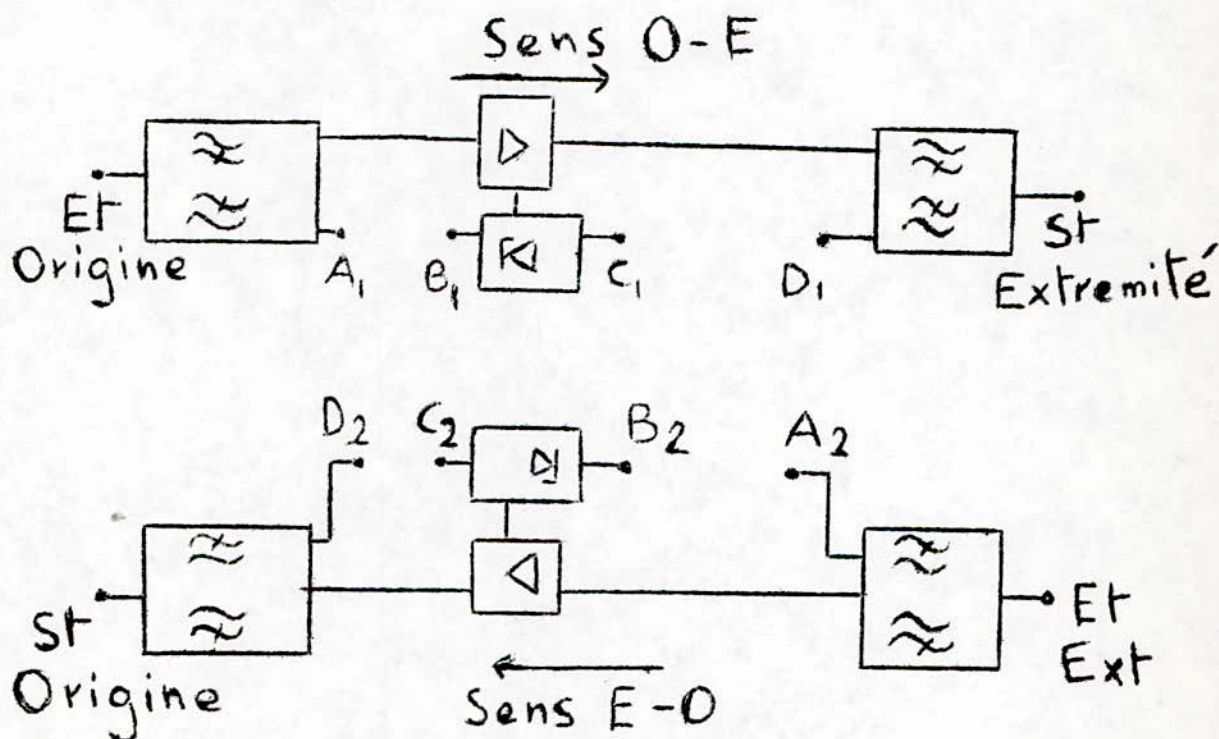 Sens O-E
Et
Origine
A1
B1
C1
D1
St
Extremité
D2
C2
B2
A2
St
Origine
Et
Ext
Sens E-O